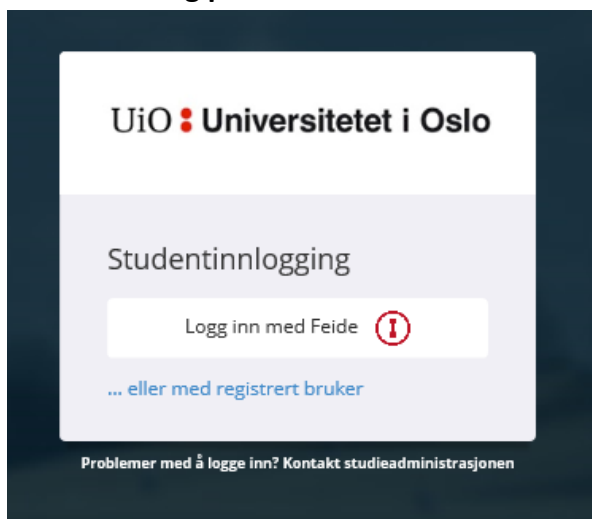 UiO Universitetet i Oslo
Studentinnlogging
Logg inn med Feide
... eller med registrert bruker
Problemer med å logge inn? Kontakt studieadministrasjonen